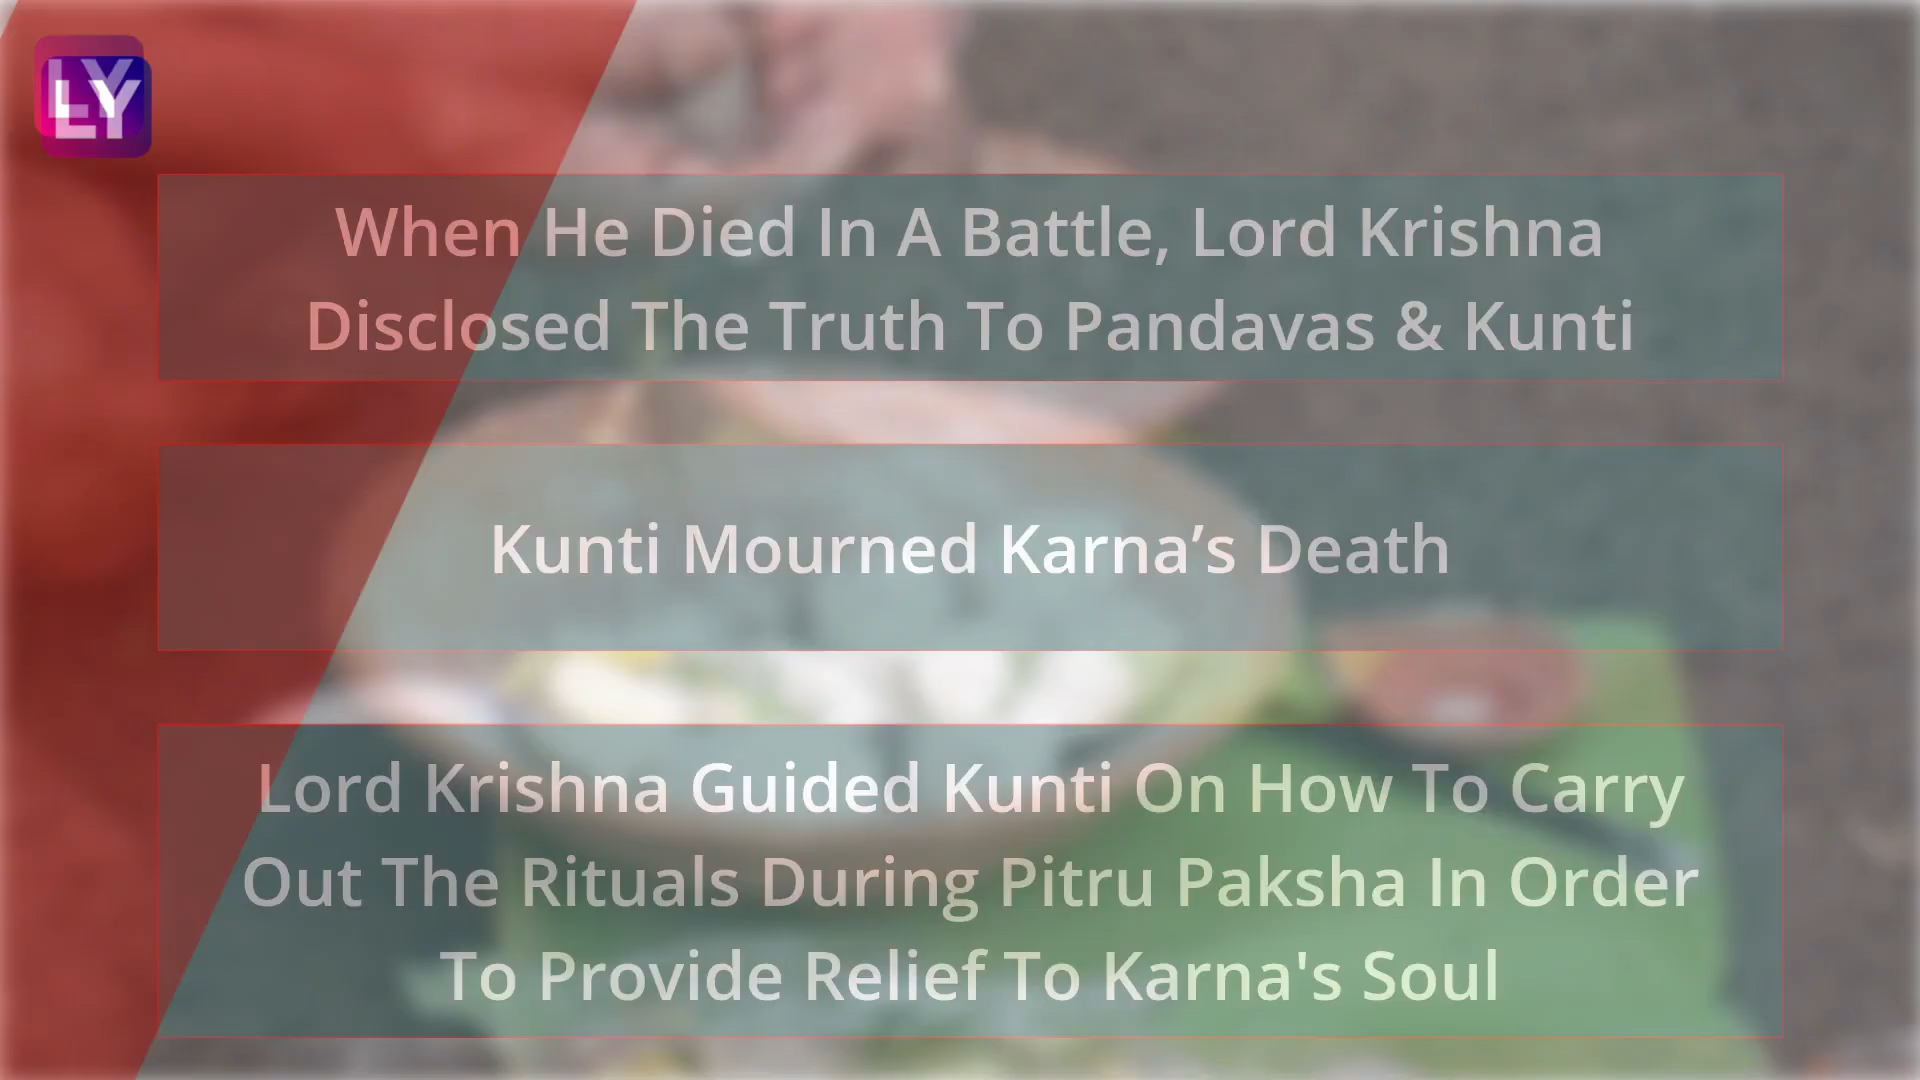 LY
When He Died In A Battle, Lord Krishna
Disclosed The Truth To Pandavas & Kunti
Kunti Mourned Karna’s Death
Lord Krishna Guided Kunti On How To Carry
Out The Rituals During Pitru Paksha In Order
To Provide Relief To Karna's Soul